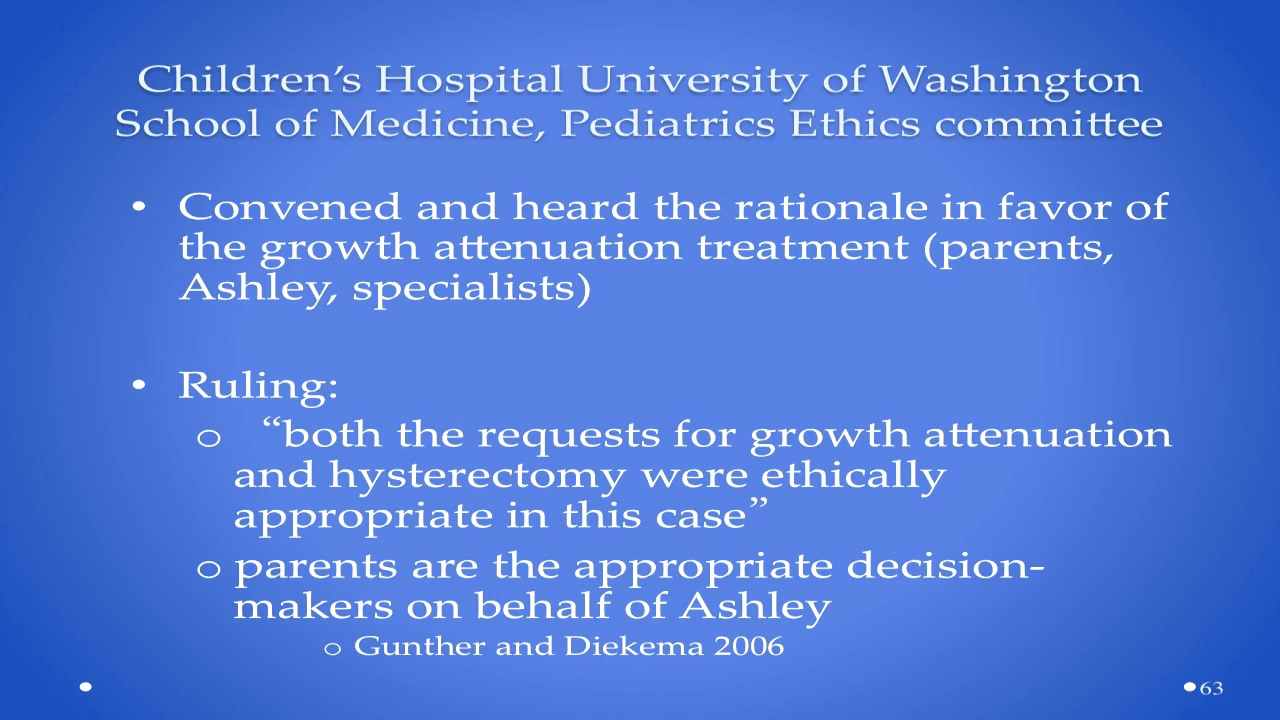 Children’s Hospital University of Washington
School of Medicine, Pediatrics Ethics committee
• Convened and heard the rationale in favor of
the growth attenuation treatment (parents,
Ashley, specialists)
• Ruling:
o “both the requests for growth attenuation
and hysterectomy were ethically
appropriate in this case”
o parents are the appropriate decision-
makers on behalf of Ashley
o Gunther and Diekema 2006
• •63